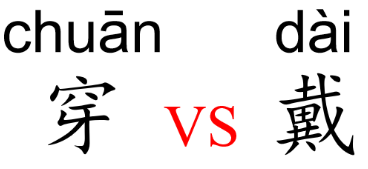 chuān dài
穿 vs 戴